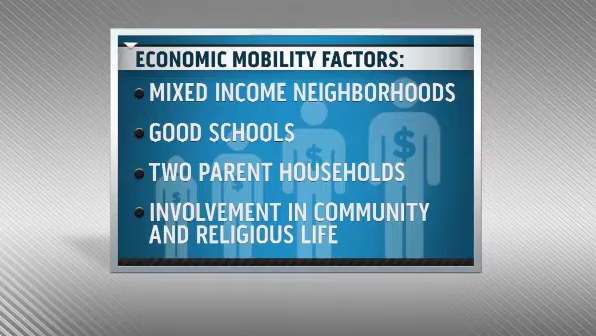 ECONOMIC MOBILITY FACTORS:
• MIXED INCOME NEIGHBORHOODS
• GOOD SCHOOLS
• TWO PARENT HOUSEHOLDS
• INVOLVEMENT IN COMMUNITY
AND RELIGIOUS LIFE